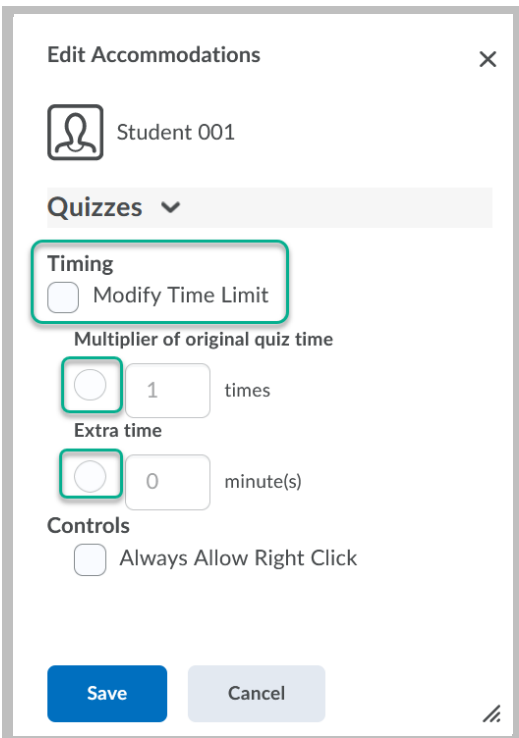 Edit Accommodations
Student 001
Quizzes
Timing
Modify Time Limit
Multiplier of original quiz time
1 times
Extra time
0 minute(s)
Controls
Always Allow Right Click
Save Cancel